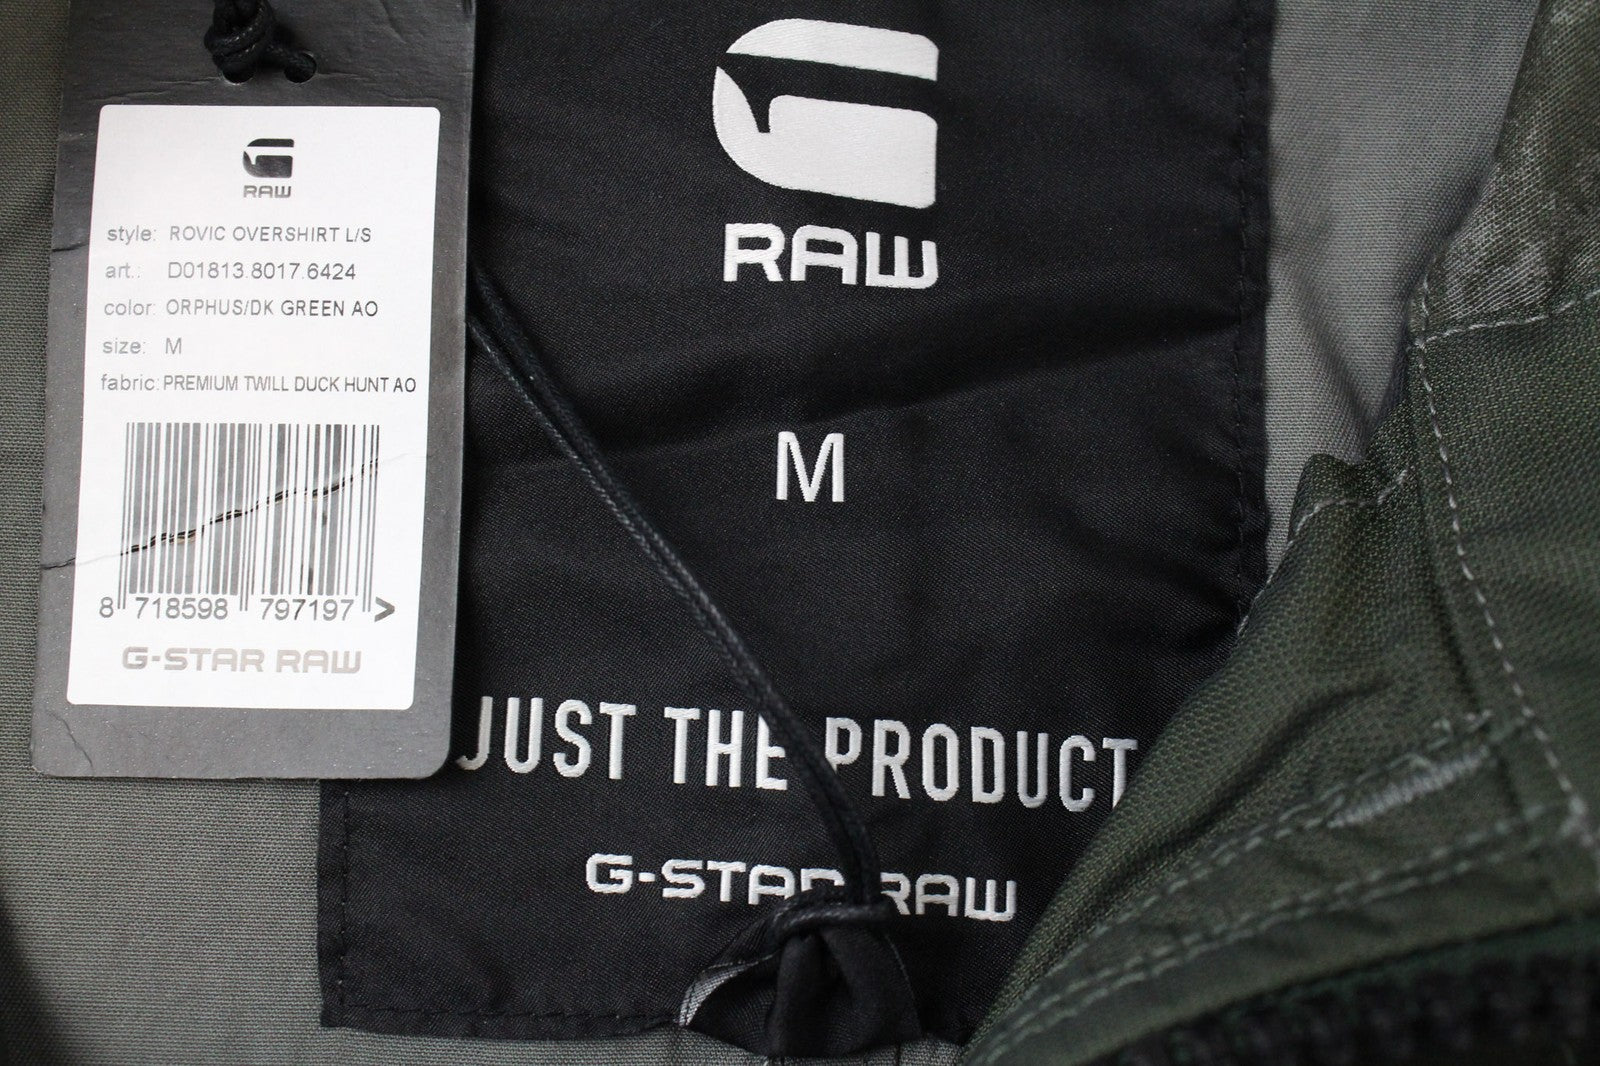 RAW
style: ROVIC OVERSHIRT L/S
art.: D01813.8017.6424
color: ORPHUS/DK GREEN AO
size: M
fabric: PREMIUM TWILL DUCK HUNT AO
8 718598 797197 >
G-STAR RAW
RAW
M
JUST THE PRODUCT
G-STAR RAW